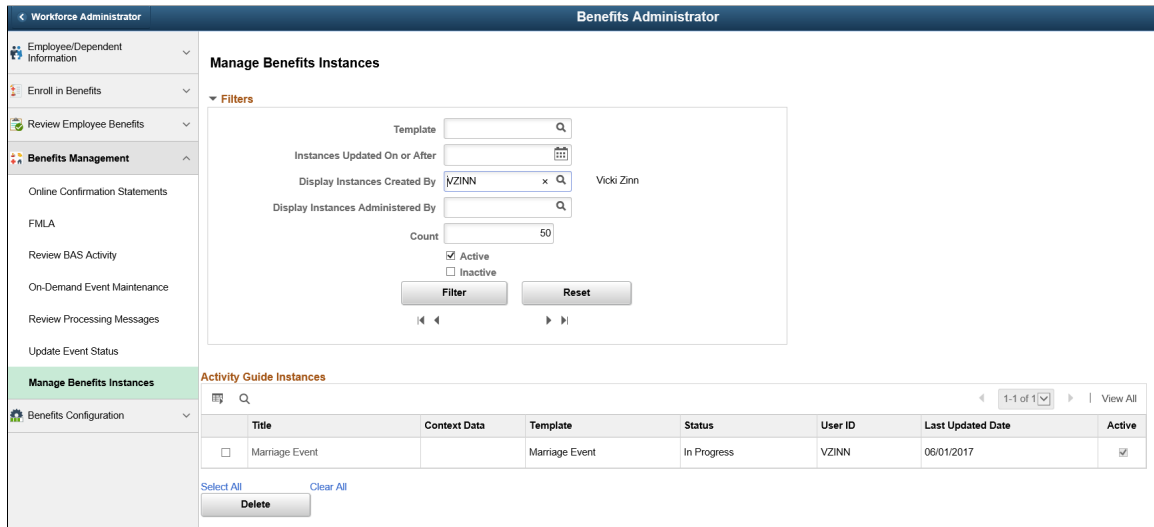 Workforce Administrator
Benefits Administrator
Employee/Dependent
Information
Enroll in Benefits
Review Employee Benefits
Benefits Management
Online Confirmation Statements
FMLA
Review BAS Activity
On-Demand Event Maintenance
Review Processing Messages
Update Event Status
Manage Benefits Instances
Benefits Configuration
Manage Benefits Instances
Filters
Template
Instances Updated On or After
Display Instances Created By VZINN × Vicki Zinn
Display Instances Administered By
Count 50
Active
Inactive
Filter Reset
Activity Guide Instances
1-1 of 1 | View All
Title Context Data Template Status User ID Last Updated Date Active
Marriage Event Marriage Event In Progress VZINN 06/01/2017
Select All Clear All
Delete